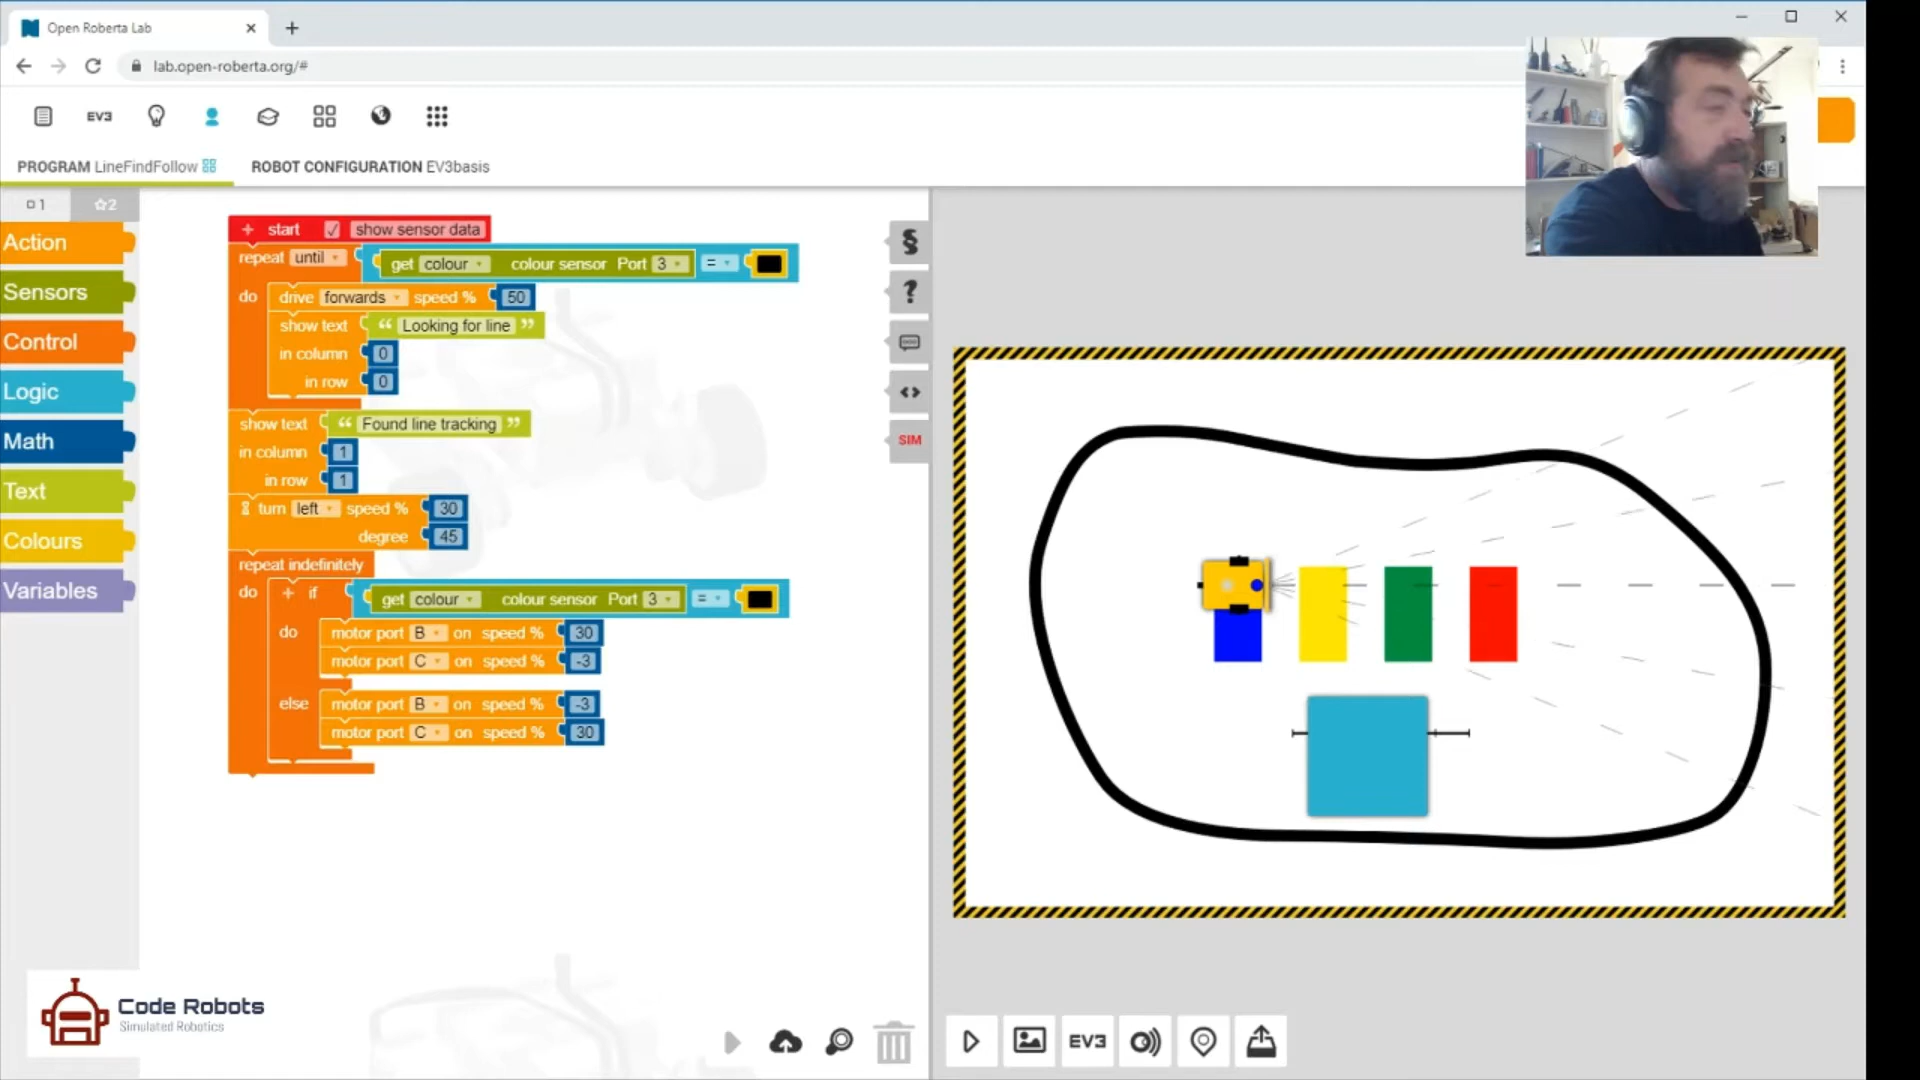 Open Roberta Lab
lab.open-roberta.org/#
EV3
PROGRAM LineFindFollow
ROBOT CONFIGURATION EV3basis
1
2
Action
Sensors
Control
Logic
Math
Text
Colours
Variables
+ start show sensor data
repeat until get colour colour sensor Port 3 =
do drive forwards speed % 50
show text “ Looking for line ”
in column 0
in row 0
show text “ Found line tracking ”
in column 1
in row 1
turn left speed % 30
degree 45
repeat indefinitely
do + if get colour colour sensor Port 3 =
do motor port B on speed % 30
motor port C on speed % -3
else motor port B on speed % -3
motor port C on speed % 30
§
?
<>
SIM
Code Robots
Simulated Robotics
EV3